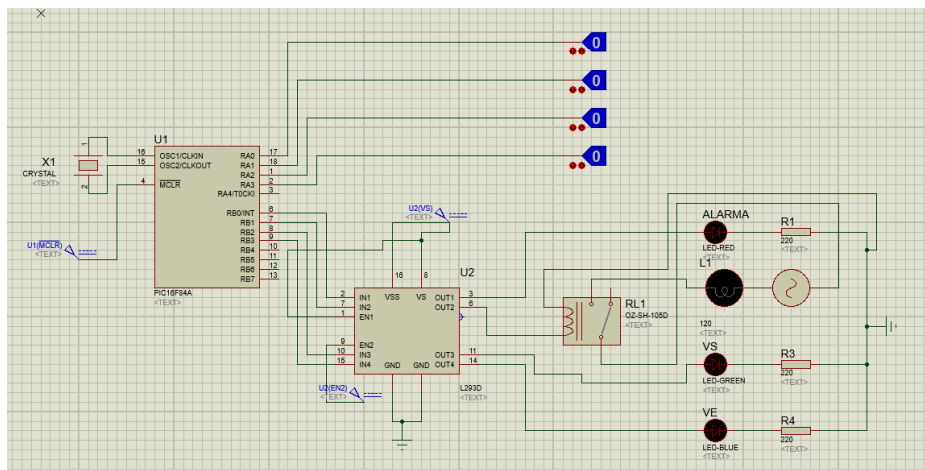 0
0
0
0
U1
X1
CRYSTAL
<TEXT>
1
2
16
15
4
OSC1/CLKIN
OSC2/CLKOUT
MCLR
RA0
RA1
RA2
RA3
RA4/T0CKI
RB0/INT
RB1
RB2
RB3
RB4
RB5
RB6
RB7
17
18
1
2
3
6
7
8
9
10
11
12
13
PIC16F84A
<TEXT>
U1(MCLR)
<TEXT>
U2(VS)
<TEXT>
U2
16
8
2
7
1
9
10
15
IN1
IN2
EN1
EN2
IN3
IN4
VSS
VS
GND
GND
OUT1
OUT2
OUT3
OUT4
3
6
11
14
L293D
<TEXT>
U2(EN2)
<TEXT>
RL1
OZ-SH-105D
<TEXT>
ALARMA
LED-RED
<TEXT>
R1
220
<TEXT>
L1
120
<TEXT>
VS
LED-GREEN
<TEXT>
R3
220
<TEXT>
VE
LED-BLUE
<TEXT>
R4
220
<TEXT>